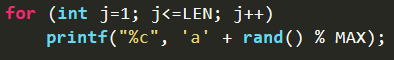 for (int j=1; j<=LEN; j++)
    printf("%c", 'a' + rand() % MAX);